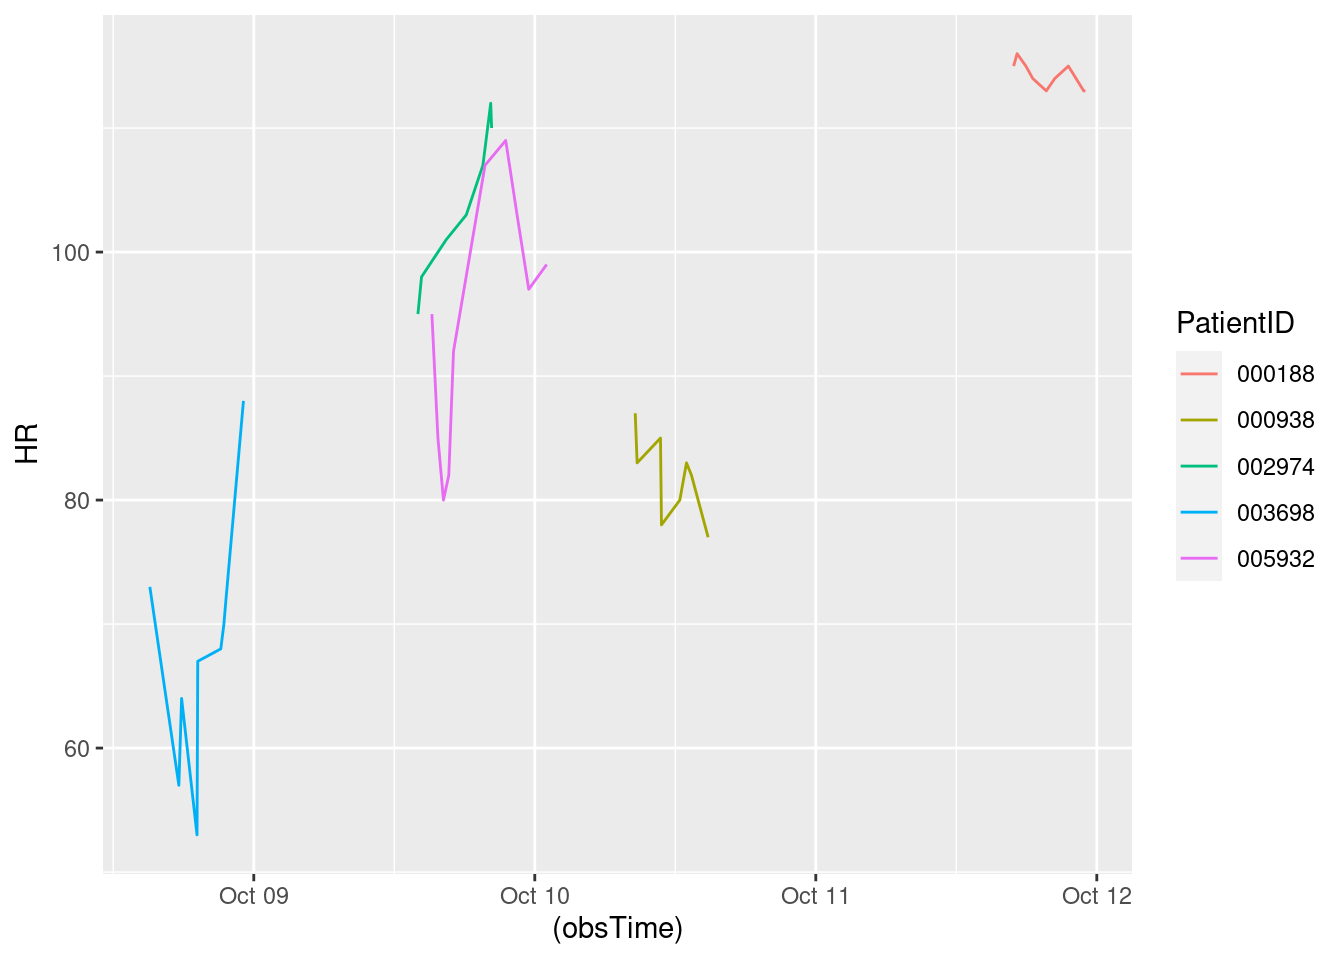 HR
100
80
60
Oct 09
Oct 10
Oct 11
Oct 12
(obsTime)
PatientID
000188
000938
002974
003698
005932